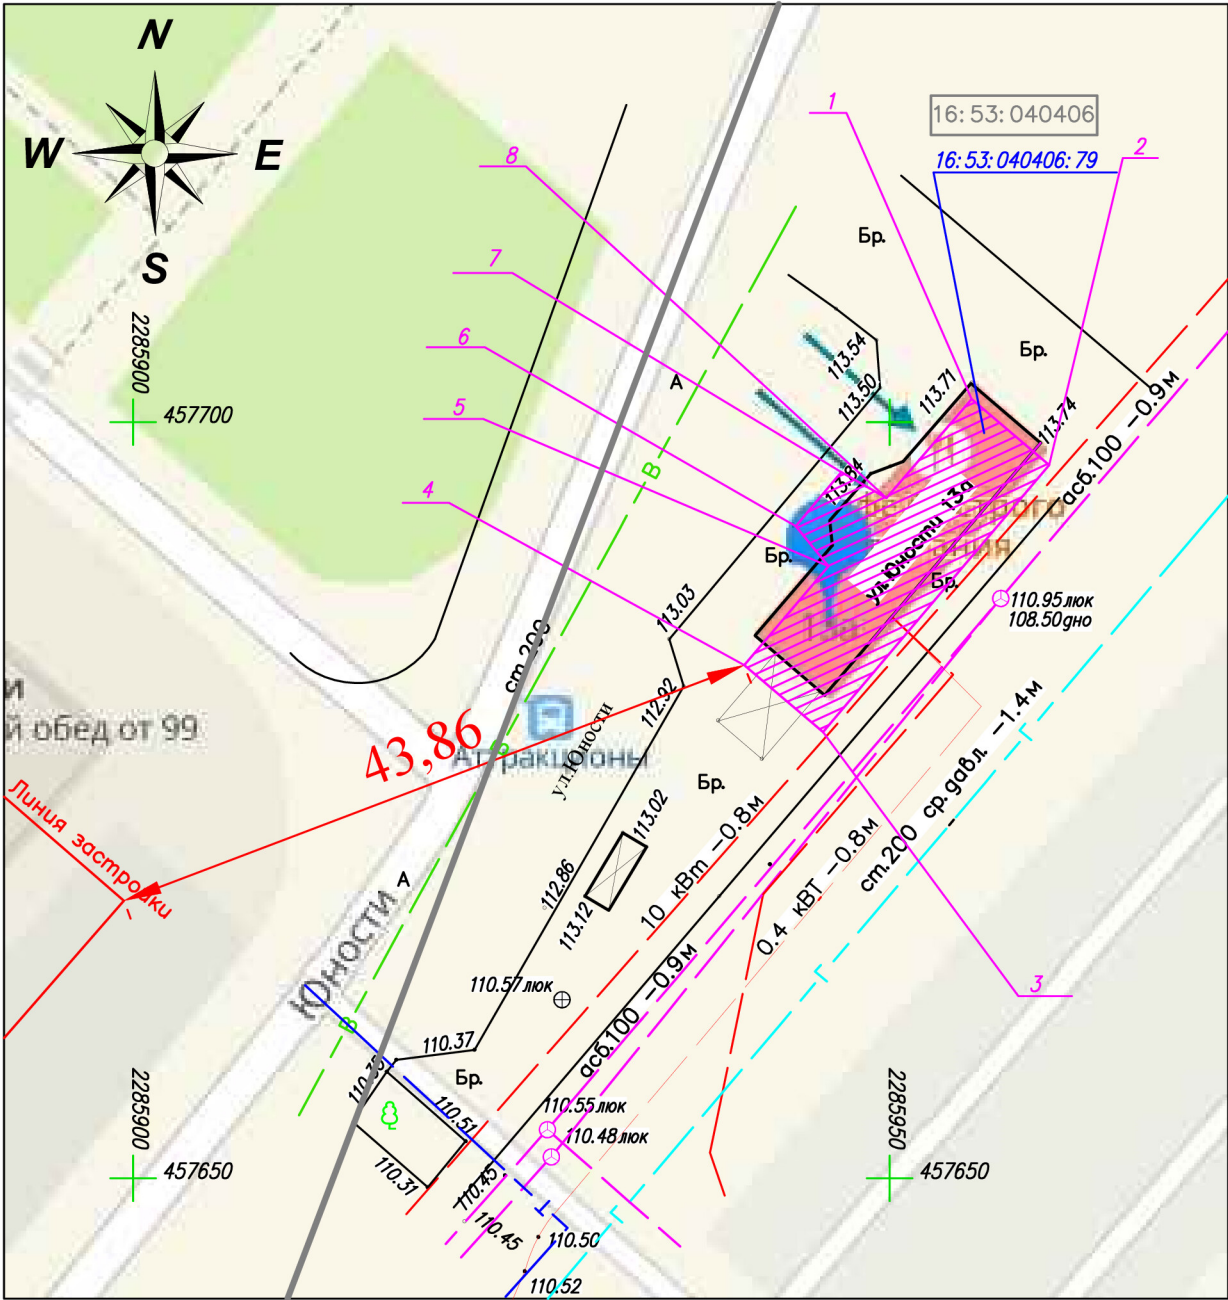 N
W
E
S
1
16:53:040406
2
16:53:040406:79
8
Бр.
7
6
5
4
2285900
457700
113.54
113.50
113.71
Бр.
113.74
А
В
113.84
асб.100 –0.9м
ул.Юности 13а
Бр.
Бр.
13а
110.95люк
108.50дно
113.03
ст.200
112.92
43,86
ул.Юности
Аттракционы
и
й обед от 99
Линия застройки
Бр.
113.02
112.86
113.12
10 кВт –0.8м
0.4 кВТ –0.8м
ст.200 ср.давл. –1.4м
А
Юности
В
3
110.57люк
асб.100 –0.9м
110.37
Бр.
110.51
110.31
110.55люк
110.48люк
110.45
110.45
110.50
110.52
2285900
457650
2285950
457650